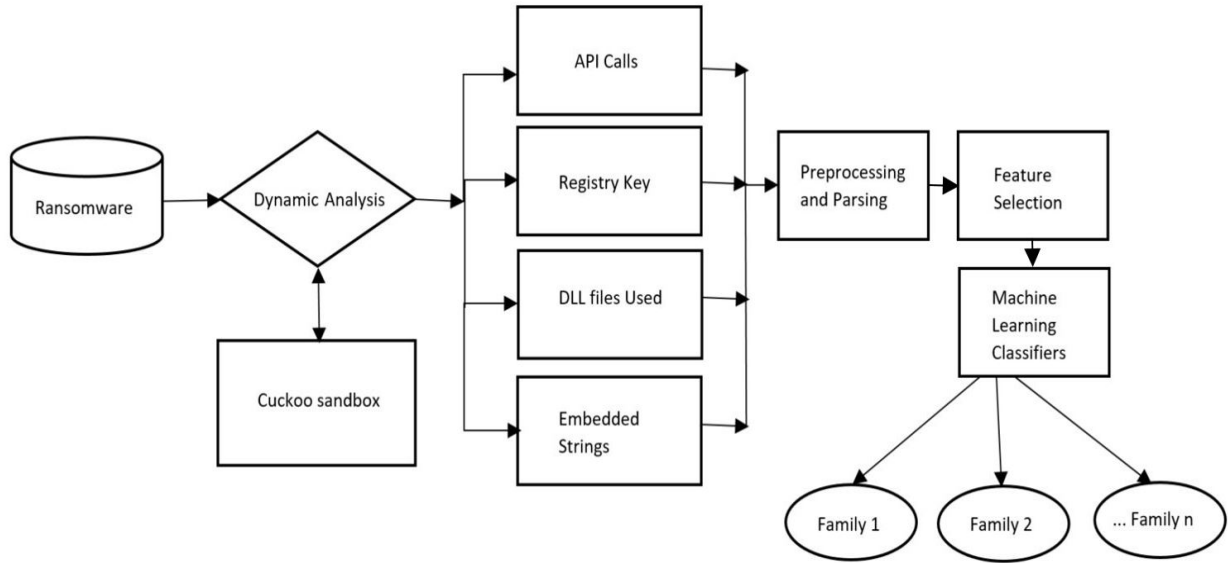 Ransomware
Dynamic Analysis
Cuckoo sandbox
API Calls
Registry Key
DLL files Used
Embedded
Strings
Preprocessing
and Parsing
Feature
Selection
Machine
Learning
Classifiers
Family 1
Family 2
... Family n